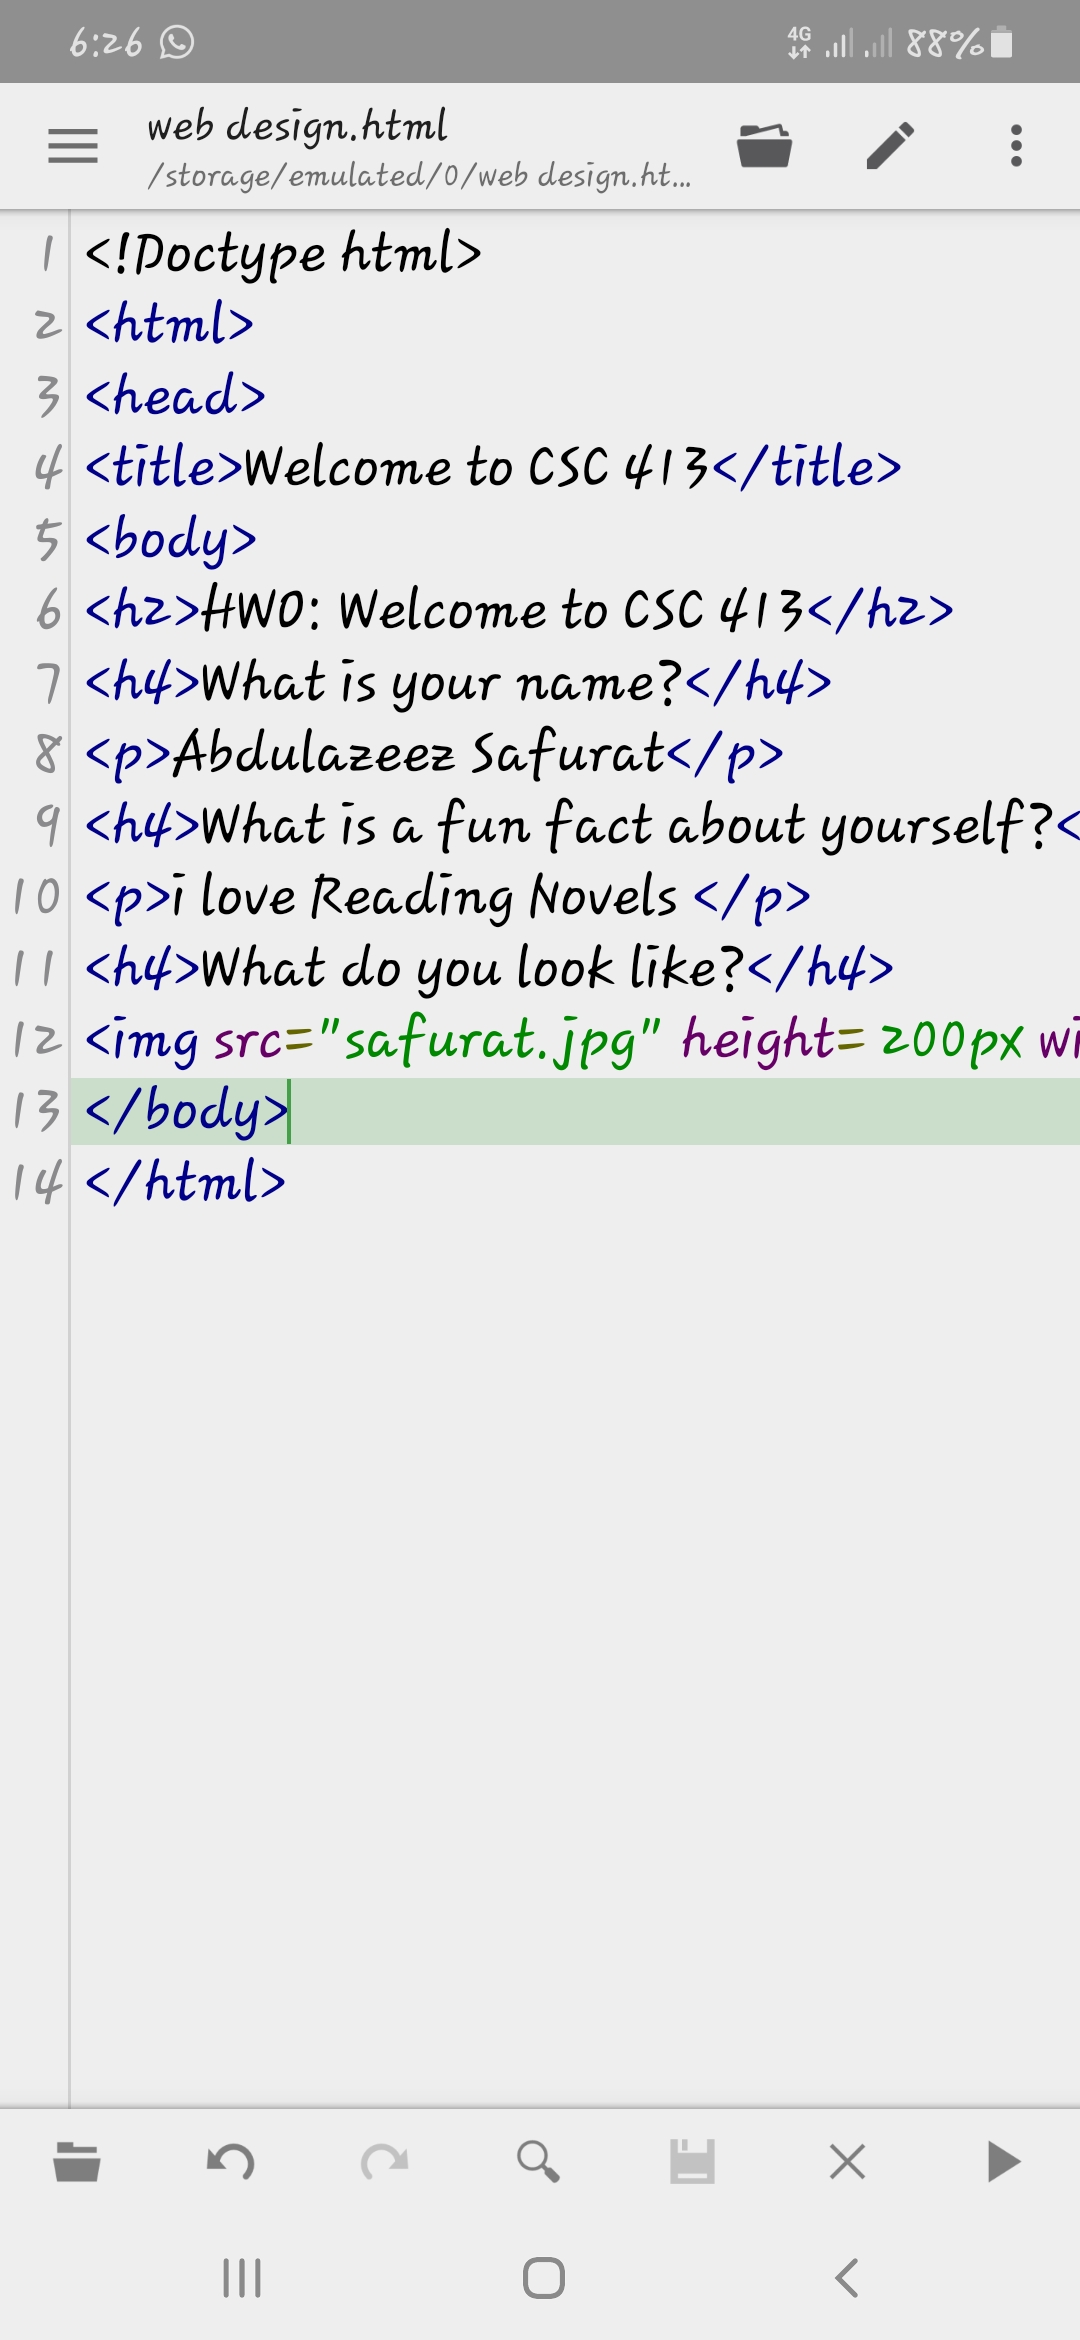 6:26 4G 88%
web design.html
/storage/emulated/0/web design.ht...
1 <!Doctype html>
2 <html>
3 <head>
4 <title>Welcome to CSC 413</title>
5 <body>
6 <h2>HW0: Welcome to CSC 413</h2>
7 <h4>What is your name?</h4>
8 <p>Abdulazeez Safurat</p>
9 <h4>What is a fun fact about yourself?<
10 <p>i love Reading Novels </p>
11 <h4>What do you look like?</h4>
12 <img src="safurat.jpg" height= 200px wi
13 </body>
14 </html>